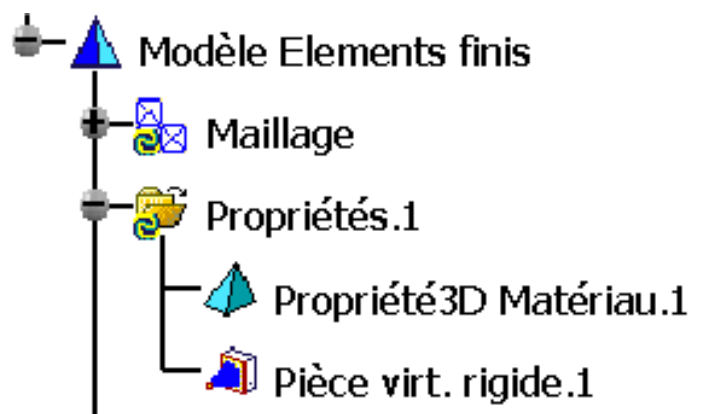 Modèle Elements finis
Maillage
Propriétés.1
Propriété3D Matériau.1
Pièce virt. rigide.1